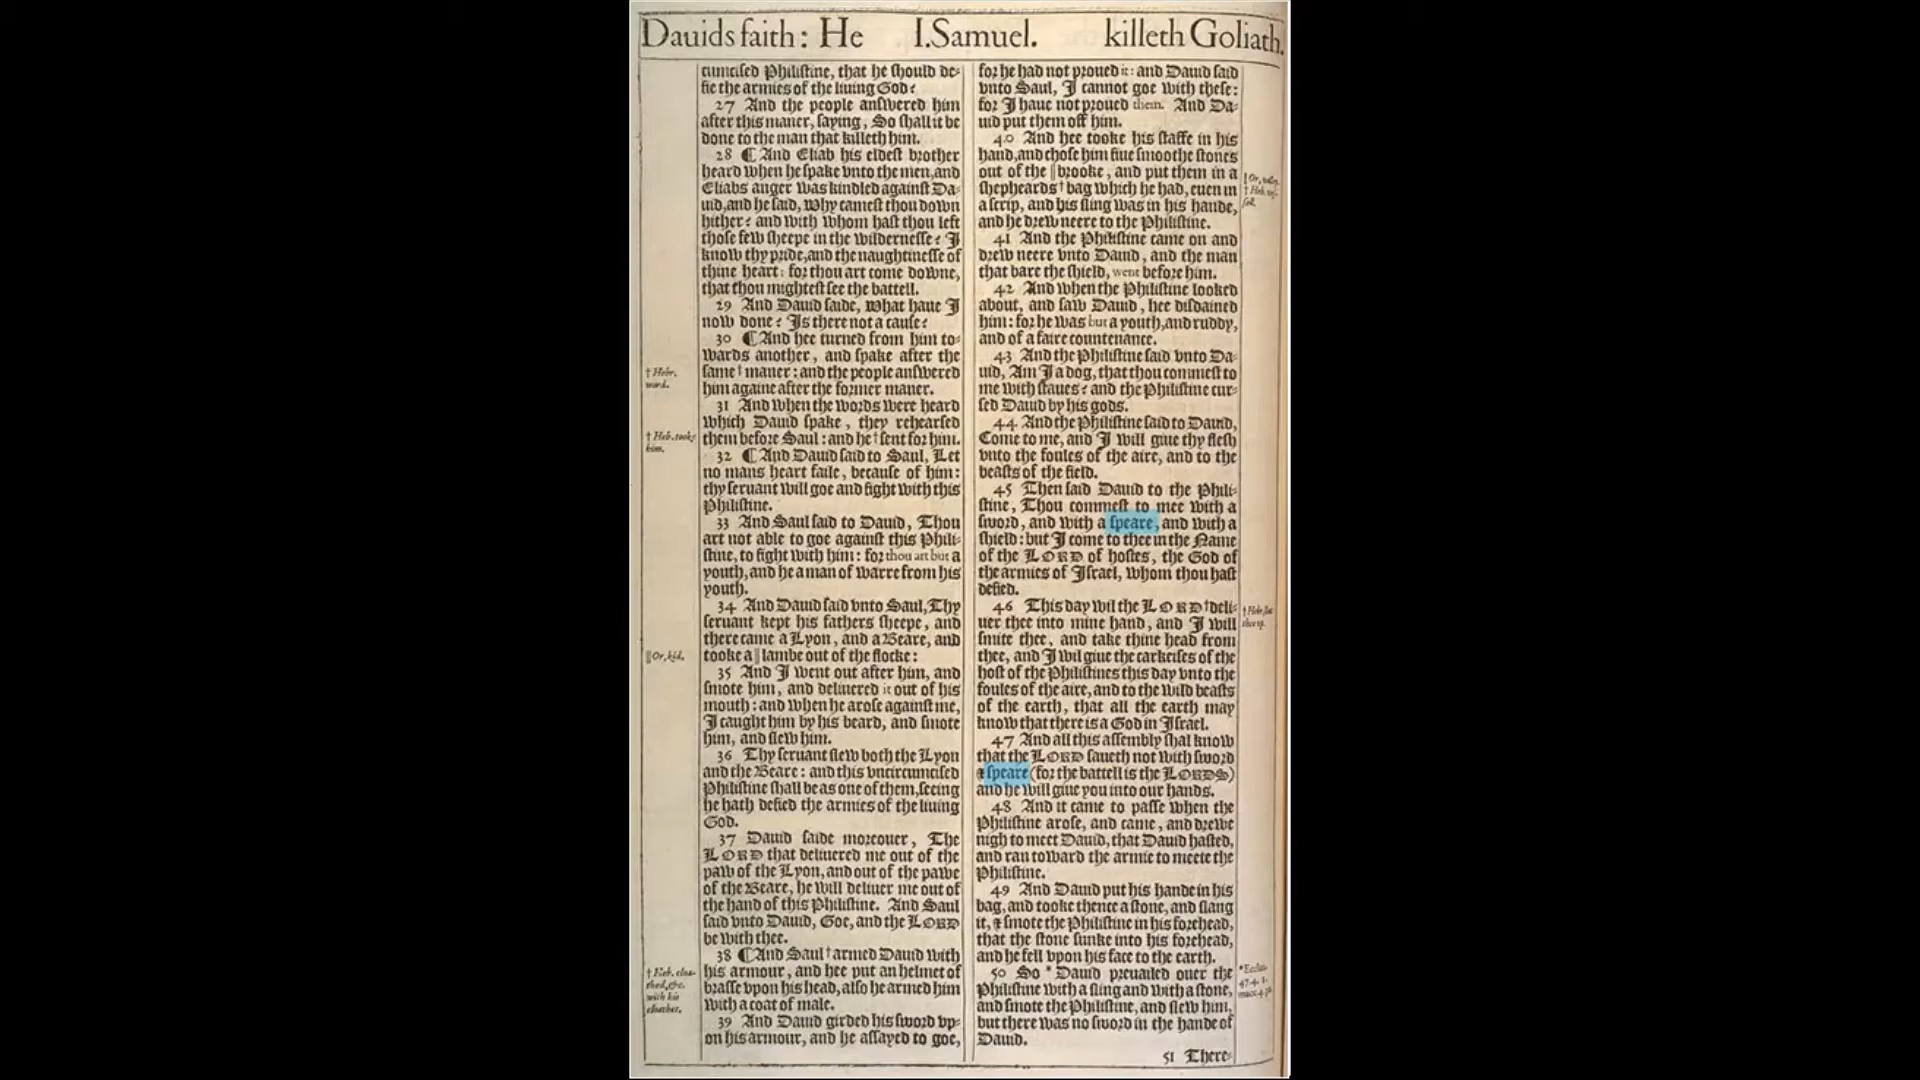 Dauids faith: He I.Samuel. killeth Goliath.
cumcised Philistine, that he should de-
fie the armies of the liuing God?
27 And the people answered him
after this maner, saying, So shall it be
done to the man that killeth him.
28 ¶ And Eliab his eldest brother
heard when he spake vnto the men, and
Eliabs anger was kindled against Da-
uid, and he said, Why camest thou down
hither? and with whom hast thou left
those few sheepe in the wildernesse? I
know thy pride, and the naughtinesse of
thine heart: for thou art come downe,
that thou mightest see the battell.
29 And Dauid saide, What haue I
now done? Is there not a cause?
30 ¶ And hee turned from him to-
wards another, and spake after the
† Hebr.
word.
same † maner: and the people answered
him againe after the former maner.
31 And when the words were heard
which Dauid spake, they rehearsed
† Heb. tooke
him.
them before Saul: and he † sent for him.
32 ¶ And Dauid said to Saul, Let
no mans heart faile, because of him:
thy seruant will goe and fight with this
Philistine.
33 And Saul said to Dauid, Thou
art not able to goe against this Phili-
stine, to fight with him: for thou art but a
youth, and he a man of warre from his
youth.
34 And Dauid said vnto Saul, Thy
seruant kept his fathers sheepe, and
there came a Lyon, and a Beare, and
|| Or, kid.
tooke a || lambe out of the flocke:
35 And I went out after him, and
smote him, and deliuered it out of his
mouth: and when he arose against me,
I caught him by his beard, and smote
him, and slew him.
36 Thy seruant slew both the Lyon
and the Beare: and this vncircumcised
Philistine shall be as one of them, seeing
he hath defied the armies of the liuing
God.
37 Dauid saide moreouer, The
LORD that deliuered me out of the
paw of the Lyon, and out of the pawe
of the Beare, he will deliuer me out of
the hand of this Philistine. And Saul
said vnto Dauid, Goe, and the LORD
be with thee.
38 ¶ And Saul † armed Dauid with
† Heb. cloa-
thed, &c.
with his
cloathes.
his armour, and hee put an helmet of
brasse vpon his head, also he armed him
with a coat of male.
39 And Dauid girded his sword vp-
on his armour, and he assayed to goe,
for he had not proued it: and Dauid said
vnto Saul, I cannot goe with these:
for I haue not proued them. And Da-
uid put them off him.
40 And hee tooke his staffe in his
hand, and chose him fiue smoothe stones
out of the || brooke, and put them in a
shepheards † bag which he had, euen in
a scrip, and his sling was in his hande,
and he drew neere to the Philistine.
|| Or,
† Heb.
41 And the Philistine came on and
drew neere vnto Dauid, and the man
that bare the shield, went before him.
42 And when the Philistine looked
about, and saw Dauid, hee disdained
him: for he was but a youth, and ruddy,
and of a faire countenance.
43 And the Philistine said vnto Da-
uid, Am I a dog, that thou commest to
me with staues? and the Philistine cur-
sed Dauid by his gods.
44 And the Philistine said to Dauid,
Come to me, and I will giue thy flesh
vnto the foules of the aire, and to the
beasts of the field.
45 Then said Dauid to the Phili-
stine, Thou commest to mee with a
sword, and with a speare, and with a
shield: but I come to thee in the Name
of the LORD of hostes, the God of
the armies of Israel, whom thou hast
defied.
46 This day wil the LORD † deli-
uer thee into mine hand, and I will
smite thee, and take thine head from
thee, and I wil giue the carkeises of the
host of the Philistines this day vnto the
foules of the aire, and to the wild beasts
of the earth, that all the earth may
know that there is a God in Israel.
† Heb.
47 And all this assembly shal know
that the LORD saueth not with sword
& speare (for the battell is the LORDS)
and he will giue you into our hands.
48 And it came to passe when the
Philistine arose, and came, and drewe
nigh to meet Dauid, that Dauid hasted,
and ran toward the armie to meete the
Philistine.
49 And Dauid put his hande in his
bag, and tooke thence a stone, and slang
it, & smote the Philistine in his forehead,
that the stone sunke into his forehead,
and he fell vpon his face to the earth.
50 So * Dauid preuailed ouer the
Philistine with a sling and with a stone,
and smote the Philistine, and slew him,
but there was no sword in the hande of
Dauid.
* Ecclus
47.4. 1.
51 There-